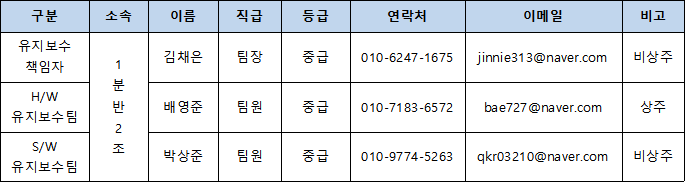 구분 소속 이름 직급 등급 연락처 이메일 비고
유지보수
책임자
1
분
반
2
조
김채은 팀장 중급 010-6247-1675 jinnie313@naver.com 비상주
H/W
유지보수팀
배영준 팀원 중급 010-7183-6572 bae727@naver.com 상주
S/W
유지보수팀
박상준 팀원 중급 010-9774-5263 qkr03210@naver.com 비상주